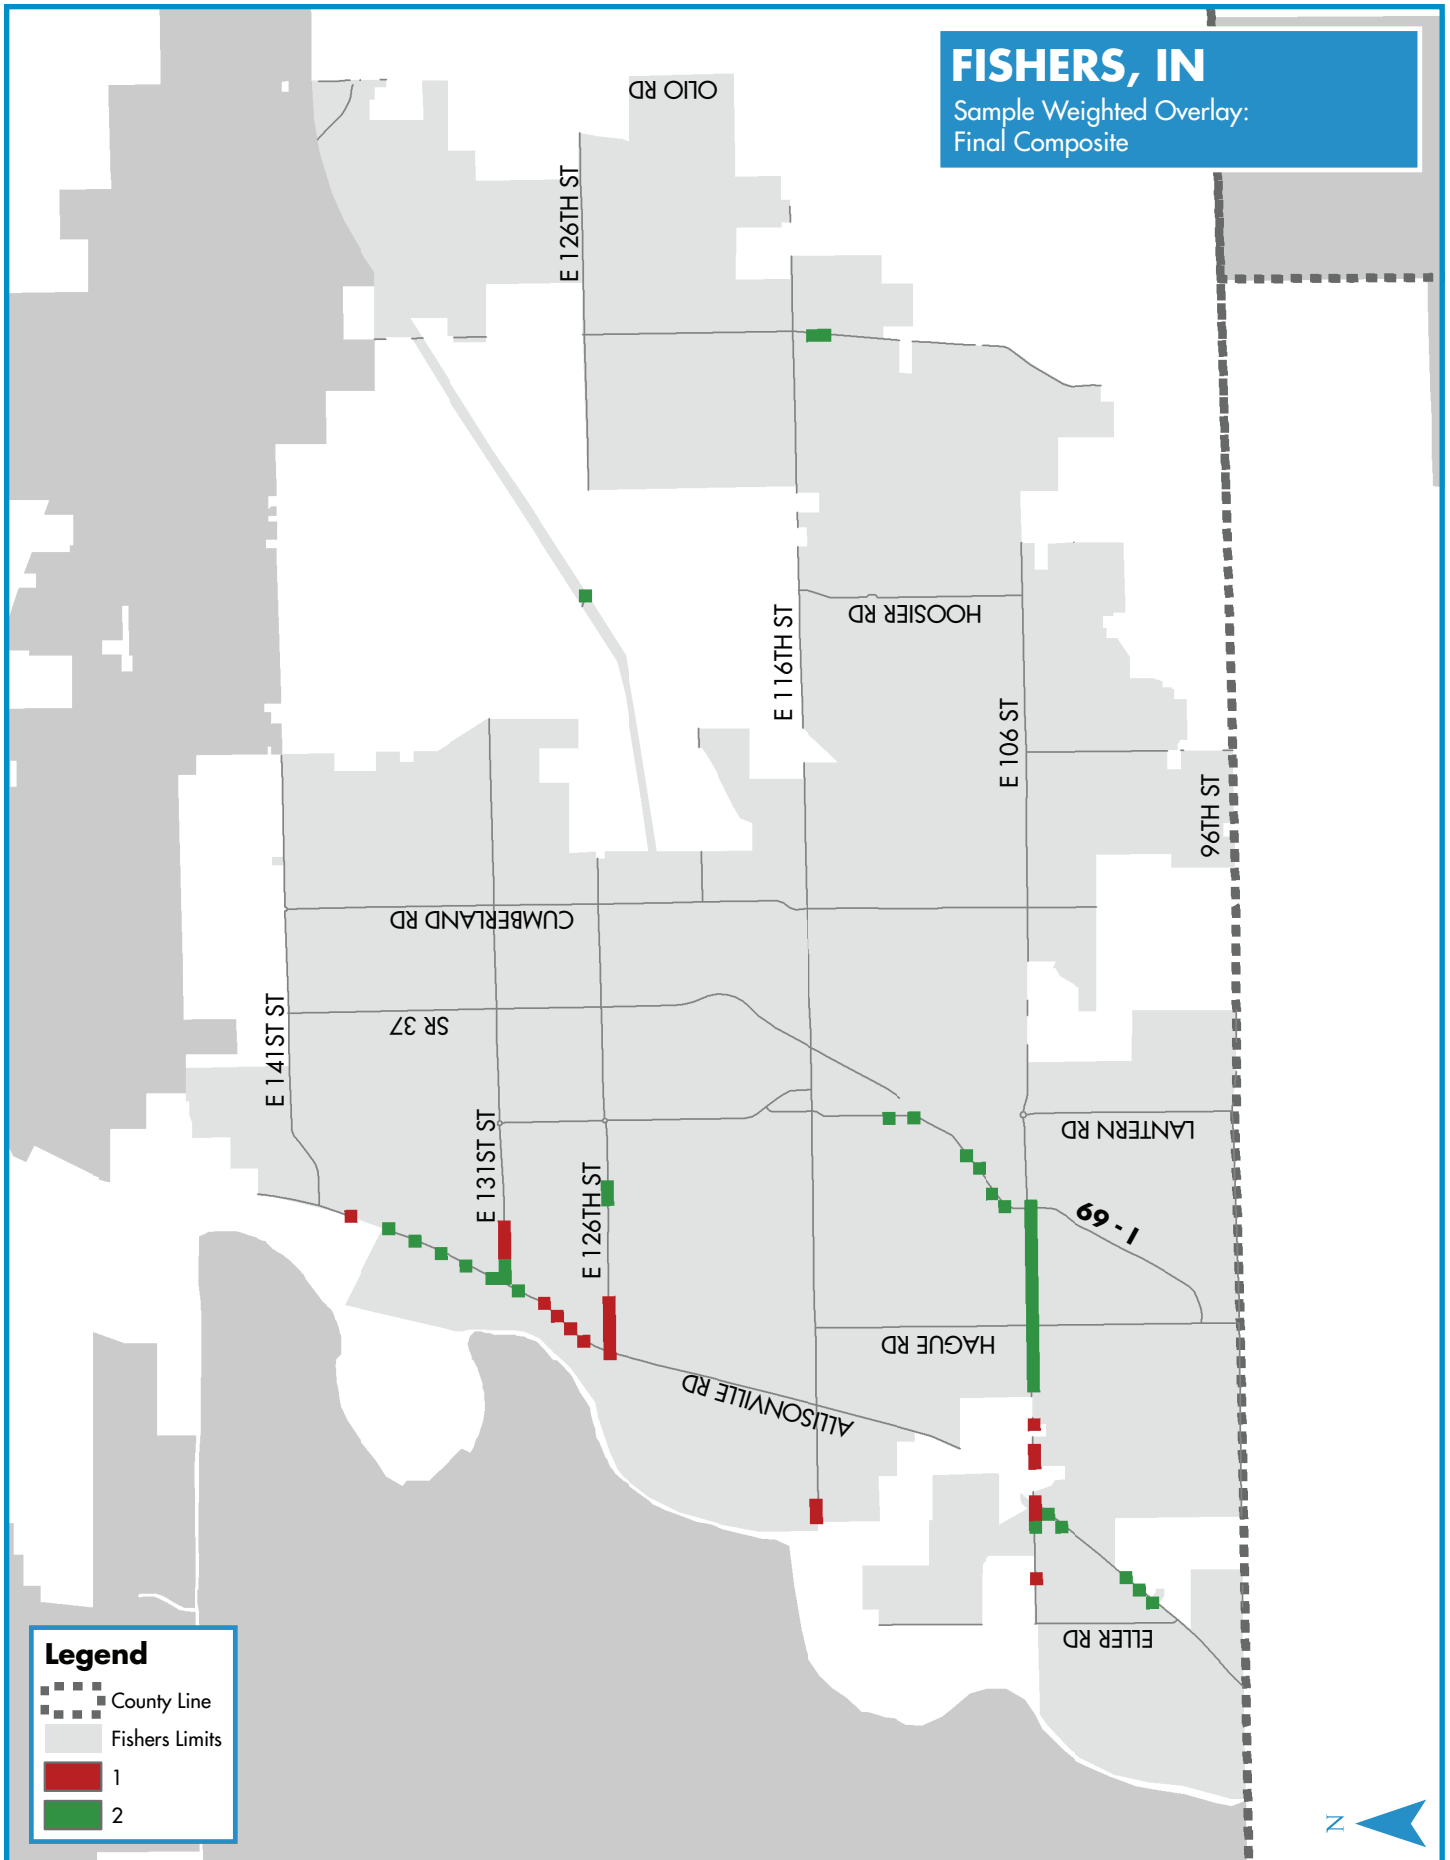 FISHERS, IN
Sample Weighted Overlay:
Final Composite
OLIO RD
E 126TH ST
HOOSIER RD
E 116TH ST
E 106 ST
96TH ST
CUMBERLAND RD
SR 37
E 141ST ST
E 131ST ST
E 126TH ST
LANTERN RD
I - 69
HAGUE RD
ALLISONVILLE RD
ELLER RD
Legend
County Line
Fishers Limits
1
2
N